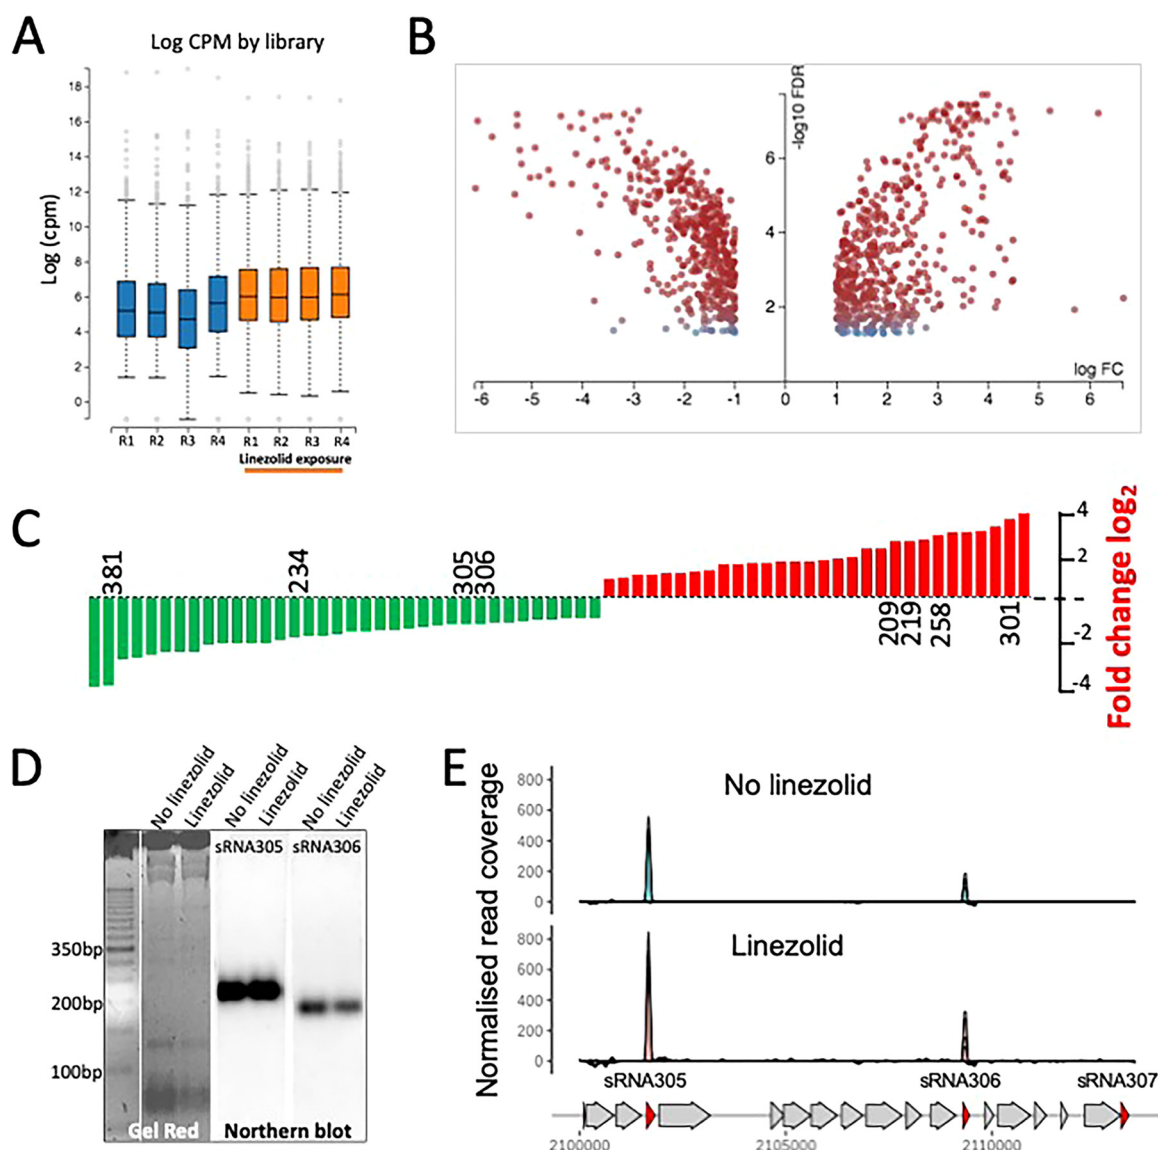 A
Log CPM by library
Log (cpm)
18
16
14
12
10
8
6
4
2
0
R1 R2 R3 R4 R1 R2 R3 R4
Linezolid exposure
B
-log10 FDR
6
4
2
log FC
-6 -5 -4 -3 -2 -1 0 1 2 3 4 5 6
C
381 234 305 306
209 219 258 301
4
2
-2
-4
Fold change log2
D
No linezolid Linezolid No linezolid Linezolid No linezolid Linezolid
sRNA305 sRNA306
350bp
200bp
100bp
Gel Red Northern blot
E
Normalised read coverage
No linezolid
800
600
400
200
0
Linezolid
800
600
400
200
0
sRNA305 sRNA306 sRNA307
2100000 2105000 2110000